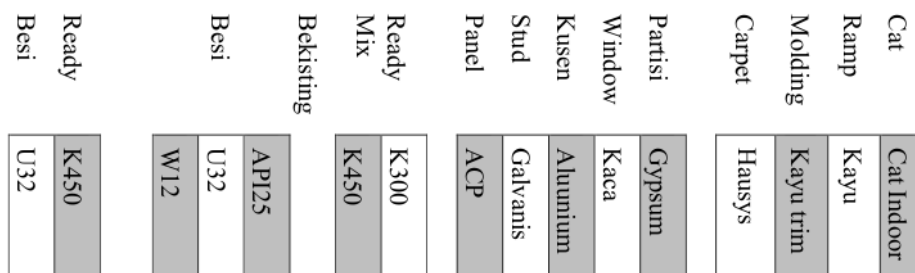 Cat Cat Indoor
Ramp Kayu
Molding Kayu trim
Carpet Hausys
Partisi Gypsum
Window Kaca
Kusen Aluunium
Stud Galvanis
Panel ACP
Ready K300
Mix K450
Bekisting
API25
Besi U32
W12
Ready K450
Besi U32